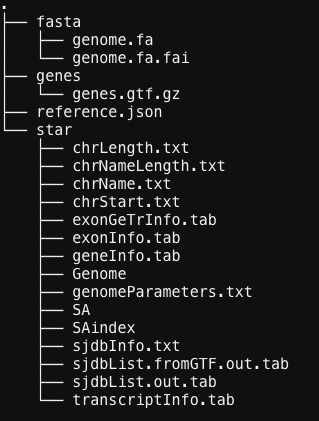 .
├── fasta
│   ├── genome.fa
│   └── genome.fa.fai
├── genes
│   └── genes.gtf.gz
├── reference.json
└── star
    ├── chrLength.txt
    ├── chrNameLength.txt
    ├── chrName.txt
    ├── chrStart.txt
    ├── exonGeTrInfo.tab
    ├── exonInfo.tab
    ├── geneInfo.tab
    ├── Genome
    ├── genomeParameters.txt
    ├── SA
    ├── SAindex
    ├── sjdbInfo.txt
    ├── sjdbList.fromGTF.out.tab
    ├── sjdbList.out.tab
    └── transcriptInfo.tab